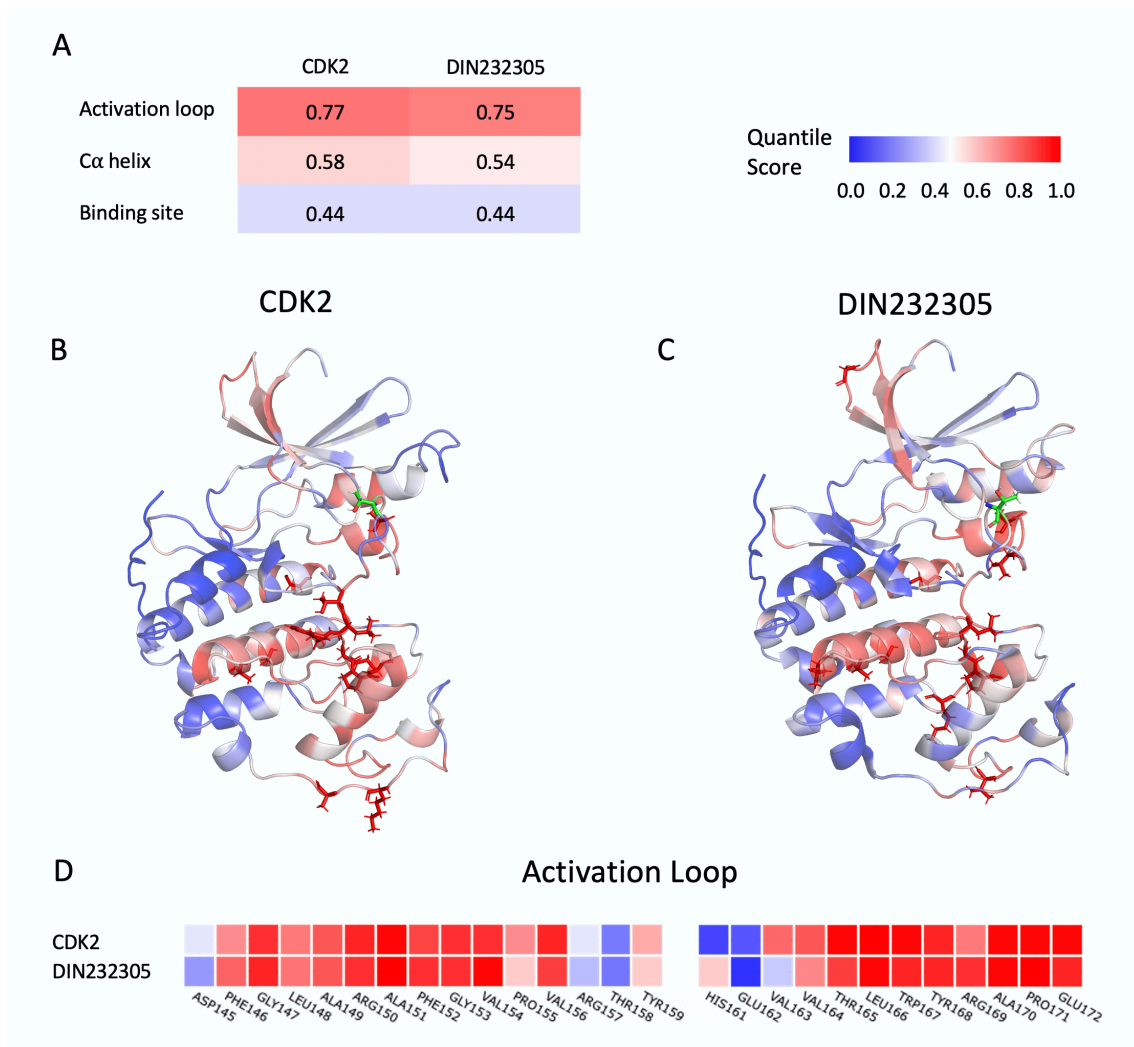 A
CDK2 DIN232305
Activation loop 0.77 0.75
Cα helix 0.58 0.54
Binding site 0.44 0.44
Quantile
Score
0.0 0.2 0.4 0.6 0.8 1.0
CDK2 DIN232305
B C
D Activation Loop
CDK2
DIN232305
ASP145 PHE146 GLY147 LEU148 ALA149 ARG150 ALA151 PHE152 GLY153 VAL154 PRO155 VAL156 ARG157 THR158 TYR159 HIS161 GLU162 VAL163 VAL164 THR165 LEU166 TRP167 TYR168 ARG169 ALA170 PRO171 GLU172